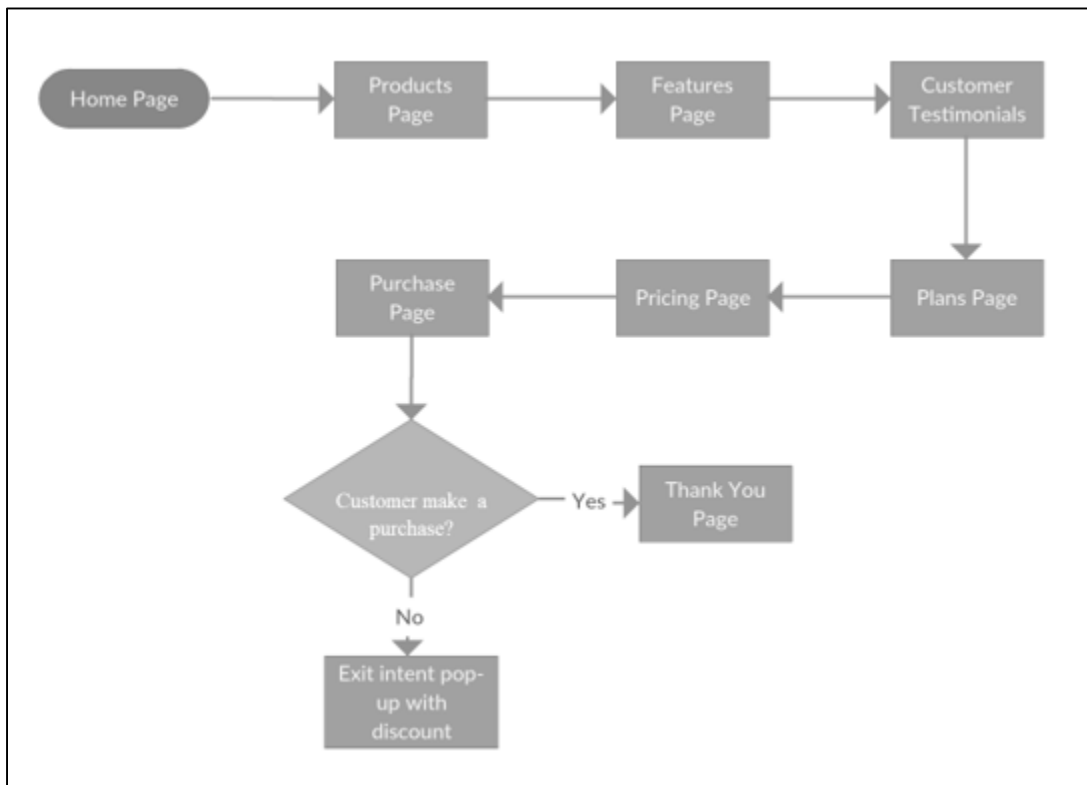 Home Page
Products
Page
Features
Page
Customer
Testimonials
Purchase
Page
Pricing Page
Plans Page
Customer make a
purchase?
Yes
Thank You
Page
No
Exit intent pop-
up with
discount